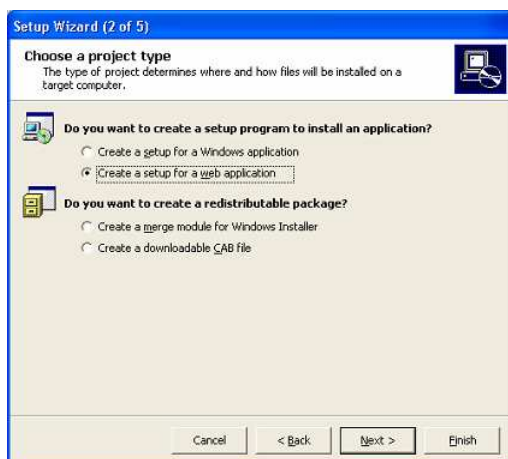 Setup Wizard (2 of 5)
Choose a project type
The type of project determines where and how files will be installed on a
target computer.
Do you want to create a setup program to install an application?
Create a setup for a Windows application
Create a setup for a web application
Do you want to create a redistributable package?
Create a merge module for Windows Installer
Create a downloadable CAB file
Cancel
< Back
Next >
Finish